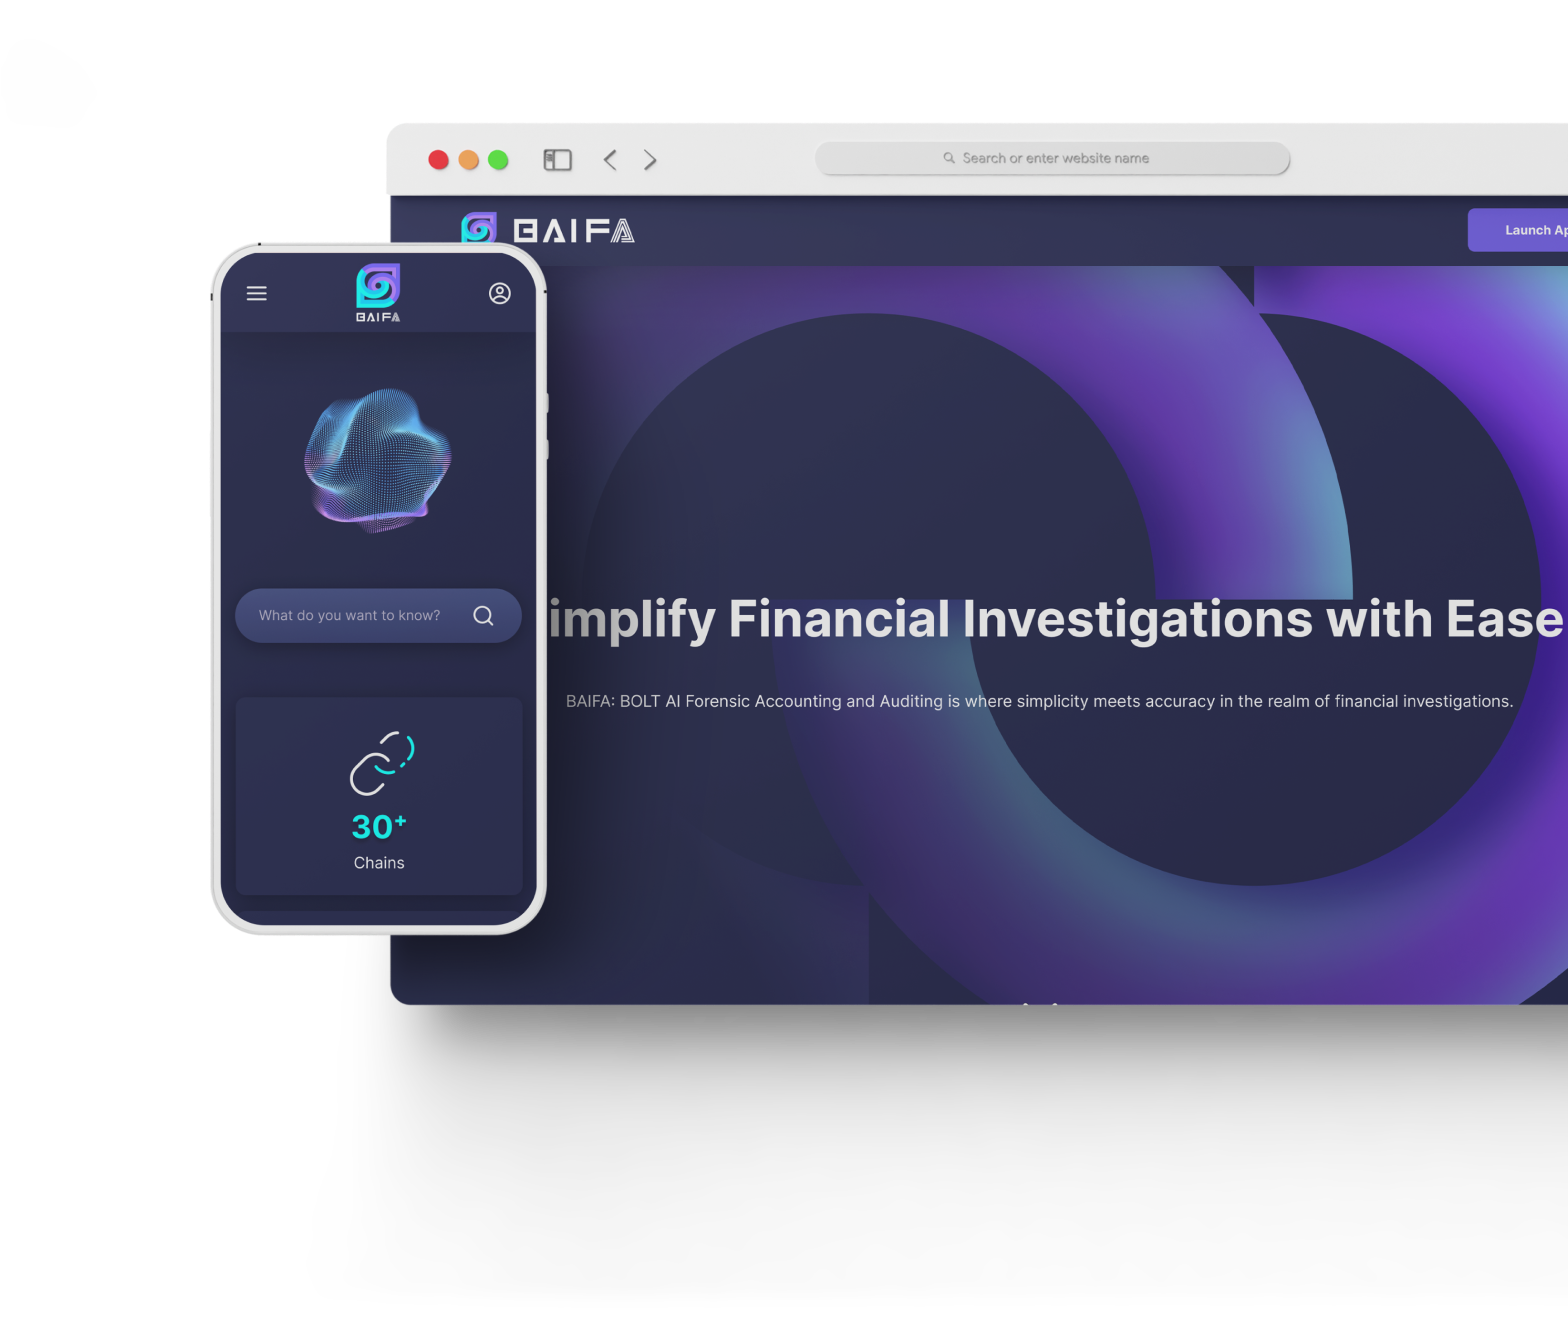 Search or enter website name
BAIFA
Launch Ap
BAIFA
What do you want to know?
30+
Chains
implify Financial Investigations with Ease
BAIFA: BOLT AI Forensic Accounting and Auditing is where simplicity meets accuracy in the realm of financial investigations.